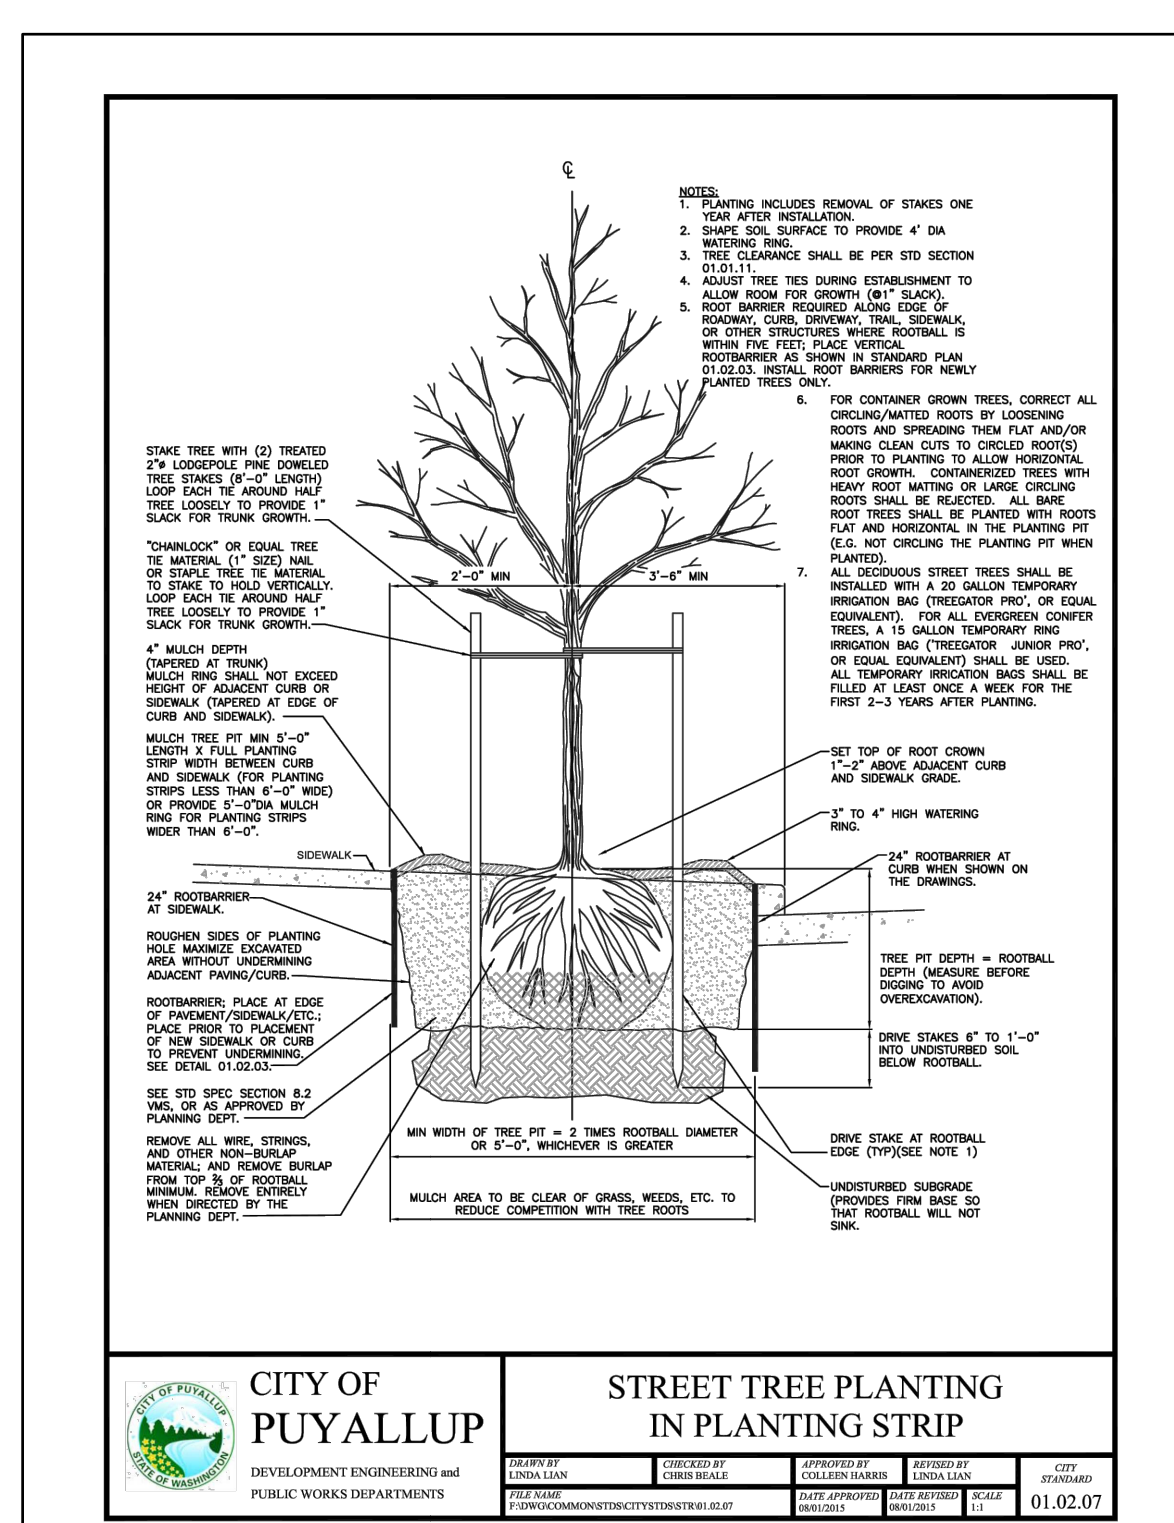 ℄
NOTES:
1. PLANTING INCLUDES REMOVAL OF STAKES ONE
YEAR AFTER INSTALLATION.
2. SHAPE SOIL SURFACE TO PROVIDE 4' DIA
WATERING RING.
3. TREE CLEARANCE SHALL BE PER STD SECTION
01.01.11.
4. ADJUST TREE TIES DURING ESTABLISHMENT TO
ALLOW ROOM FOR GROWTH (@1" SLACK).
5. ROOT BARRIER REQUIRED ALONG EDGE OF
ROADWAY, CURB, DRIVEWAY, TRAIL, SIDEWALK,
OR OTHER STRUCTURES WHERE ROOTBALL IS
WITHIN FIVE FEET; PLACE VERTICAL
ROOTBARRIER AS SHOWN IN STANDARD PLAN
01.02.03. INSTALL ROOT BARRIERS FOR NEWLY
PLANTED TREES ONLY.
6. FOR CONTAINER GROWN TREES, CORRECT ALL
CIRCLING/MATTED ROOTS BY LOOSENING
ROOTS AND SPREADING THEM FLAT AND/OR
MAKING CLEAN CUTS TO CIRCLED ROOT(S)
PRIOR TO PLANTING TO ALLOW HORIZONTAL
ROOT GROWTH. CONTAINERIZED TREES WITH
HEAVY ROOT MATTING OR LARGE CIRCLING
ROOTS SHALL BE REJECTED. ALL BARE
ROOT TREES SHALL BE PLANTED WITH ROOTS
FLAT AND HORIZONTAL IN THE PLANTING PIT
(E.G. NOT CIRCLING THE PLANTING PIT WHEN
PLANTED).
7. ALL DECIDUOUS STREET TREES SHALL BE
INSTALLED WITH A 20 GALLON TEMPORARY
IRRIGATION BAG (TREEGATOR PRO', OR EQUAL
EQUIVALENT). FOR ALL EVERGREEN CONIFER
TREES, A 15 GALLON TEMPORARY RING
IRRIGATION BAG ('TREEGATOR JUNIOR PRO',
OR EQUAL EQUIVALENT) SHALL BE USED.
ALL TEMPORARY IRRICATION BAGS SHALL BE
FILLED AT LEAST ONCE A WEEK FOR THE
FIRST 2–3 YEARS AFTER PLANTING.
STAKE TREE WITH (2) TREATED
2"ø LODGEPOLE PINE DOWELED
TREE STAKES (8'–0" LENGTH)
LOOP EACH TIE AROUND HALF
TREE LOOSELY TO PROVIDE 1"
SLACK FOR TRUNK GROWTH.
"CHAINLOCK" OR EQUAL TREE
TIE MATERIAL (1" SIZE) NAIL
OR STAPLE TREE TIE MATERIAL
TO STAKE TO HOLD VERTICALLY.
LOOP EACH TIE AROUND HALF
TREE LOOSELY TO PROVIDE 1"
SLACK FOR TRUNK GROWTH.
2'–0" MIN
3'–6" MIN
4" MULCH DEPTH
(TAPERED AT TRUNK)
MULCH RING SHALL NOT EXCEED
HEIGHT OF ADJACENT CURB OR
SIDEWALK (TAPERED AT EDGE OF
CURB AND SIDEWALK).
MULCH TREE PIT MIN 5'–0"
LENGTH X FULL PLANTING
STRIP WIDTH BETWEEN CURB
AND SIDEWALK (FOR PLANTING
STRIPS LESS THAN 6'–0" WIDE)
OR PROVIDE 5'–0"DIA MULCH
RING FOR PLANTING STRIPS
WIDER THAN 6'–0".
SIDEWALK
24" ROOTBARRIER
AT SIDEWALK.
ROUGHEN SIDES OF PLANTING
HOLE MAXIMIZE EXCAVATED
AREA WITHOUT UNDERMINING
ADJACENT PAVING/CURB.
ROOTBARRIER; PLACE AT EDGE
OF PAVEMENT/SIDEWALK/ETC.;
PLACE PRIOR TO PLACEMENT
OF NEW SIDEWALK OR CURB
TO PREVENT UNDERMINING.
SEE DETAIL 01.02.03.
SEE STD SPEC SECTION 8.2
VMS, OR AS APPROVED BY
PLANNING DEPT.
REMOVE ALL WIRE, STRINGS,
AND OTHER NON–BURLAP
MATERIAL; AND REMOVE BURLAP
FROM TOP ⅔ OF ROOTBALL
MINIMUM. REMOVE ENTIRELY
WHEN DIRECTED BY THE
PLANNING DEPT.
SET TOP OF ROOT CROWN
1"–2" ABOVE ADJACENT CURB
AND SIDEWALK GRADE.
3" TO 4" HIGH WATERING
RING.
24" ROOTBARRIER AT
CURB WHEN SHOWN ON
THE DRAWINGS.
TREE PIT DEPTH = ROOTBALL
DEPTH (MEASURE BEFORE
DIGGING TO AVOID
OVEREXCAVATION).
DRIVE STAKES 6" TO 1'–0"
INTO UNDISTURBED SOIL
BELOW ROOTBALL.
DRIVE STAKE AT ROOTBALL
EDGE (TYP)(SEE NOTE 1)
UNDISTURBED SUBGRADE
(PROVIDES FIRM BASE SO
THAT ROOTBALL WILL NOT
SINK.
MIN WIDTH OF TREE PIT = 2 TIMES ROOTBALL DIAMETER
OR 5'–0", WHICHEVER IS GREATER
MULCH AREA TO BE CLEAR OF GRASS, WEEDS, ETC. TO
REDUCE COMPETITION WITH TREE ROOTS
CITY OF PUYALLUP
STATE OF WASHINGTON
CITY OF
PUYALLUP
DEVELOPMENT ENGINEERING and
PUBLIC WORKS DEPARTMENTS
STREET TREE PLANTING
IN PLANTING STRIP
DRAWN BY
LINDA LIAN
CHECKED BY
CHRIS BEALE
APPROVED BY
COLLEEN HARRIS
REVISED BY
LINDA LIAN
CITY
STANDARD
01.02.07
FILE NAME
F:\DWG\COMMON\STDS\CITYSTDS\STR\01.02.07
DATE APPROVED
08/01/2015
DATE REVISED
08/01/2015
SCALE
1:1